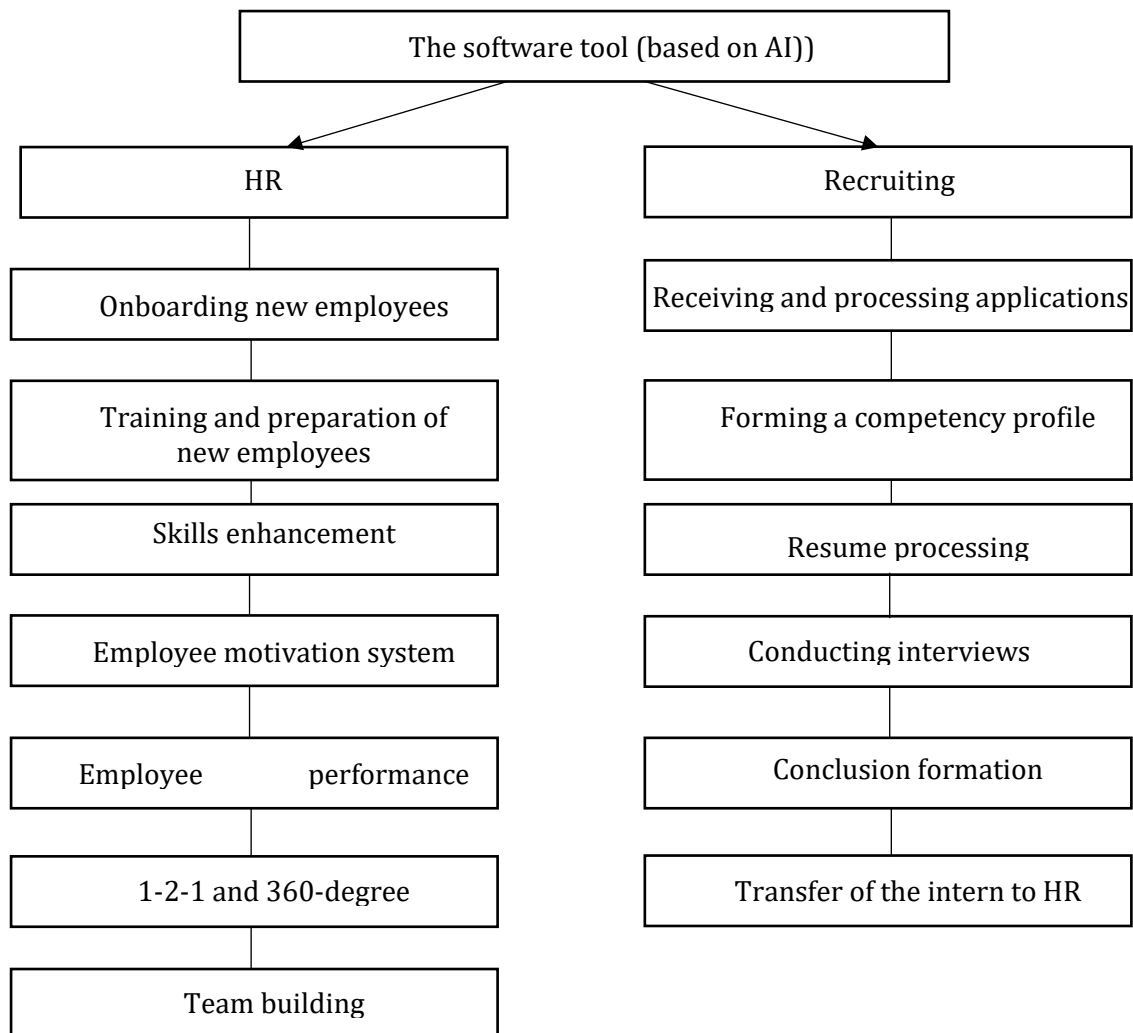 The software tool (based on AI))
HR
Onboarding new employees
Training and preparation of
new employees
Skills enhancement
Employee motivation system
Employee performance
1-2-1 and 360-degree
Team building
Recruiting
Receiving and processing applications
Forming a competency profile
Resume processing
Conducting interviews
Conclusion formation
Transfer of the intern to HR